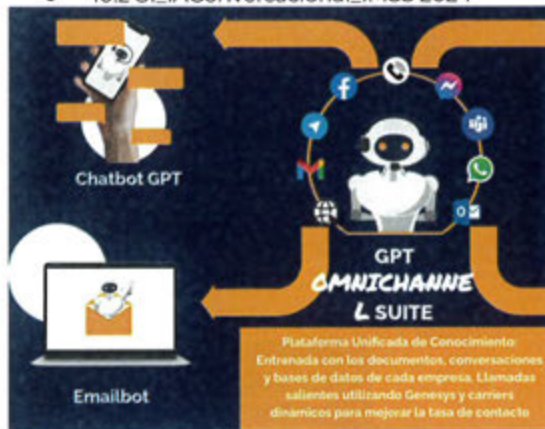 Chatbot GPT
GPT
OMNICHANNE
L SUITE
Plataforma Unificada de Conocimiento:
Entrenada con los documentos, conversaciones
y bases de datos de cada empresa. Llamadas
salientes utilizando Genesys y carriers
dinámicos para mejorar la tasa de contacto
Emailbot